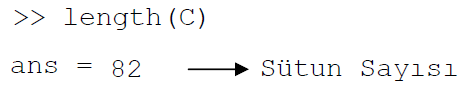 >> length(C)
ans = 82 → Sütun Sayısı